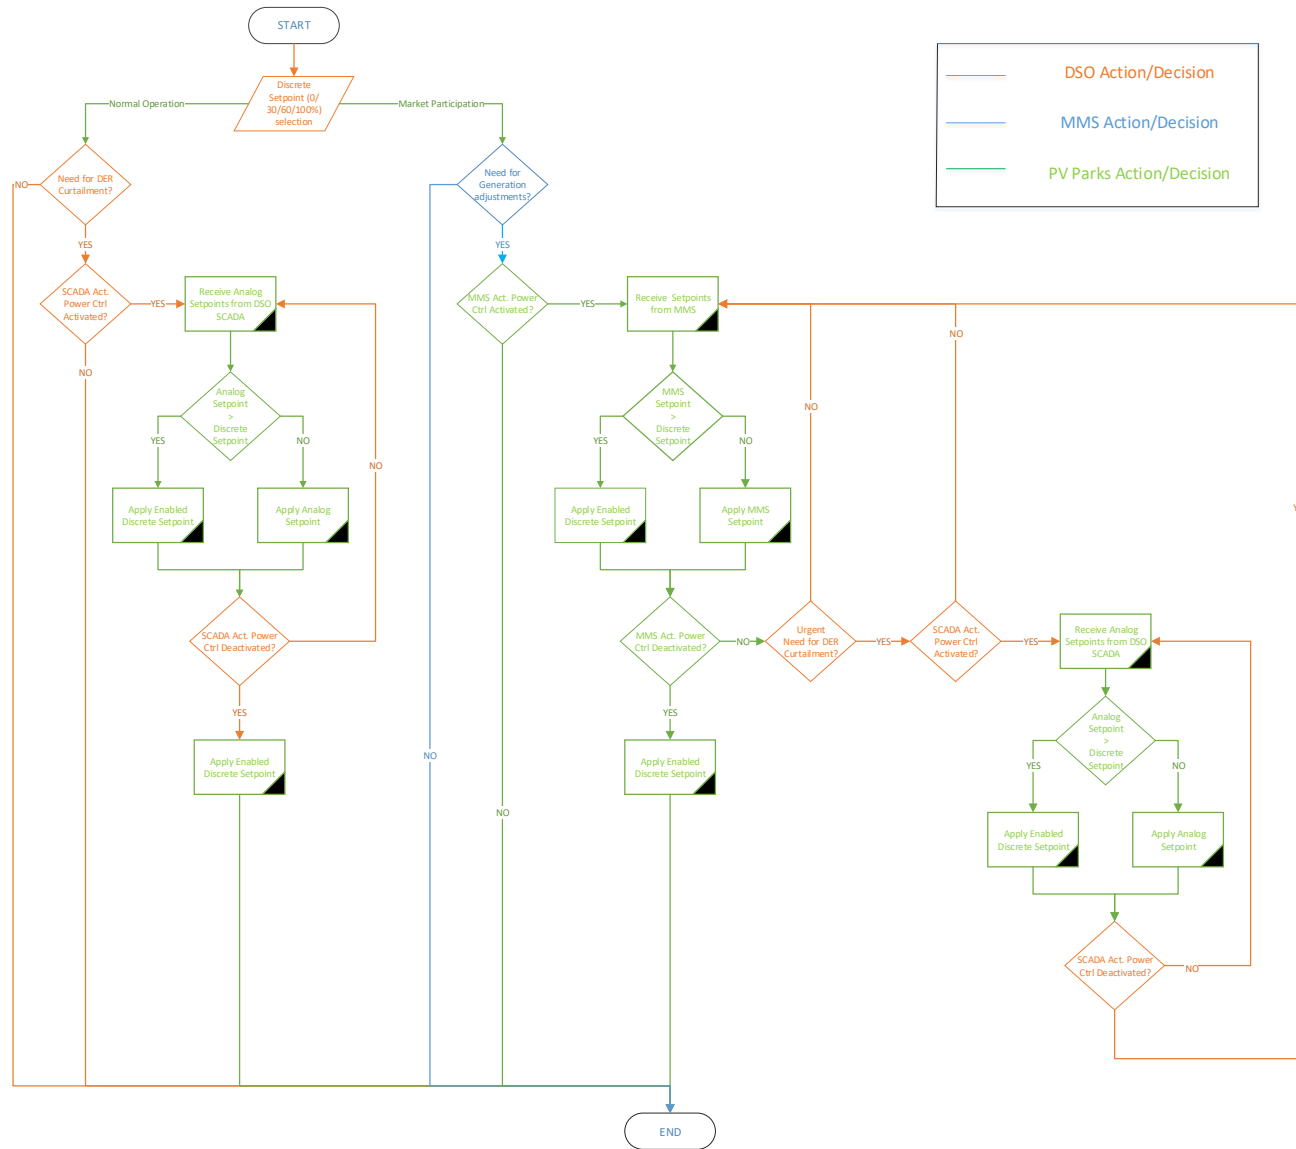 START
Discrete
Setpoint (0/
30/60/100%)
selection
Normal Operation
Market Participation
DSO Action/Decision
MMS Action/Decision
PV Parks Action/Decision
Need for DER
Curtailment?
NO
YES
Need for
Generation
adjustments?
YES
SCADA Act.
Power Ctrl
Activated?
YES
NO
Receive Analog
Setpoints from DSO
SCADA
MMS Act. Power
Ctrl Activated?
YES
Receive Setpoints
from MMS
NO
Analog
Setpoint
>
Discrete
Setpoint
YES
NO
NO
MMS
Setpoint
>
Discrete
Setpoint
YES
NO
NO
Apply Enabled
Discrete Setpoint
Apply Analog
Setpoint
Apply Enabled
Discrete Setpoint
Apply MMS
Setpoint
SCADA Act. Power
Ctrl Deactivated?
YES
MMS Act. Power
Ctrl Deactivated?
NO
YES
Urgent
Need for DER
Curtailment?
YES
SCADA Act.
Power Ctrl
Activated?
YES
Receive Analog
Setpoints from DSO
SCADA
Apply Enabled
Discrete Setpoint
NO
Apply Enabled
Discrete Setpoint
Analog
Setpoint
>
Discrete
Setpoint
YES
NO
NO
Apply Enabled
Discrete Setpoint
Apply Analog
Setpoint
SCADA Act. Power
Ctrl Deactivated?
NO
END